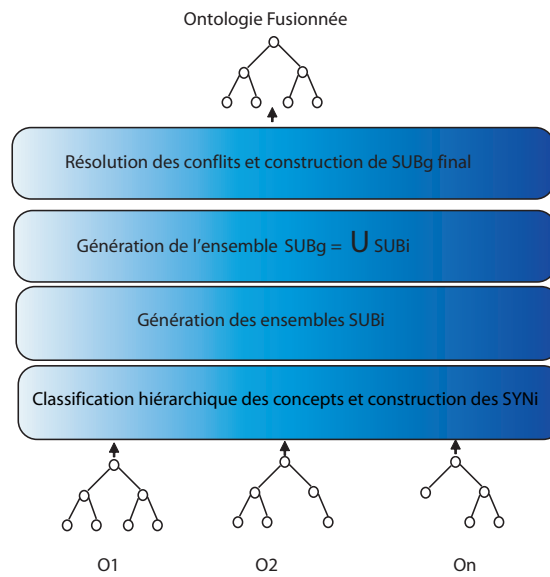 Ontologie Fusionnée
Résolution des conflits et construction de SUBg final
Génération de l'ensemble SUBg = U SUBi
Génération des ensembles SUBi
Classification hiérarchique des concepts et construction des SYNi
O1 O2 On